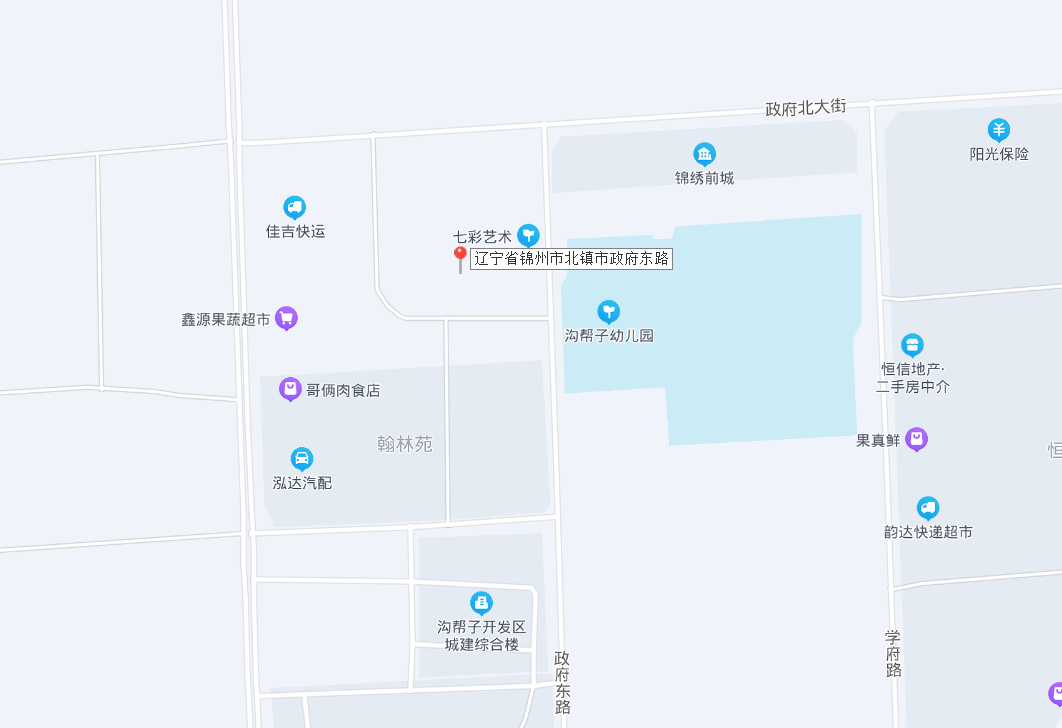 政府北大街
阳光保险
锦绣前城
佳吉快运
七彩艺术
辽宁省锦州市北镇市政府东路
鑫源果蔬超市
沟帮子幼儿园
恒信地产·
二手房中介
哥俩肉食店
翰林苑
果真鲜
恒
泓达汽配
韵达快递超市
沟帮子开发区
城建综合楼
政府东路
学府路